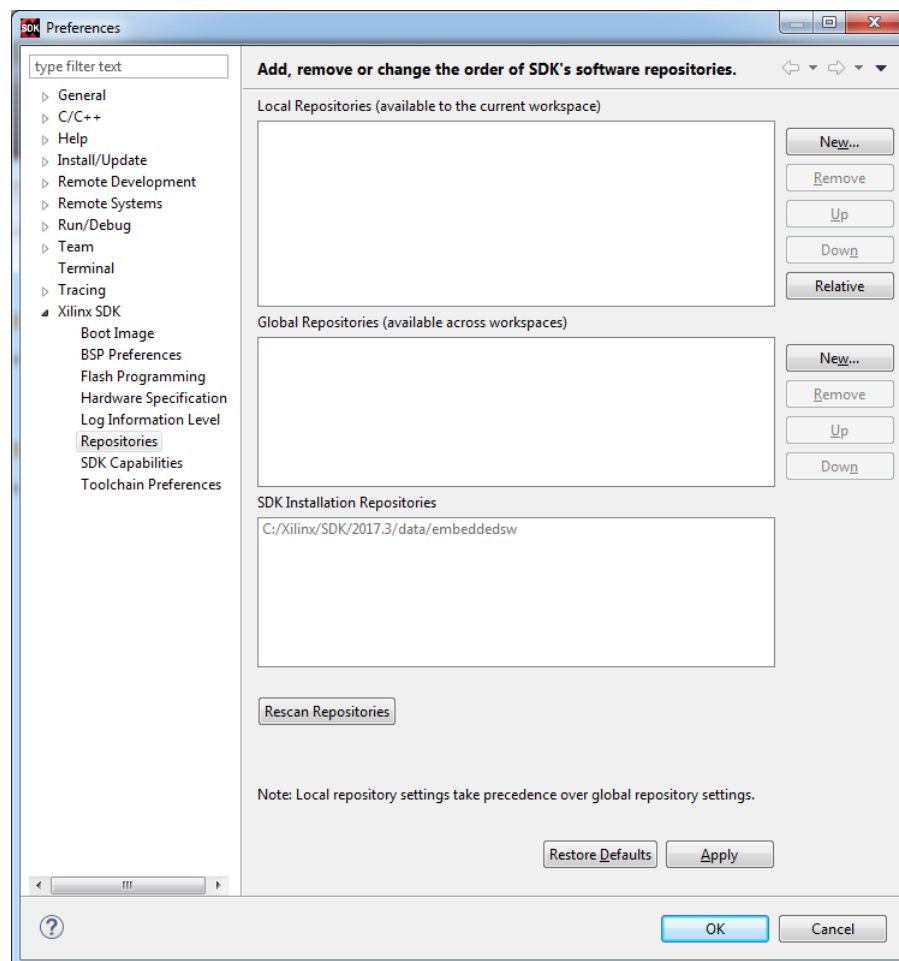 SDK Preferences
type filter text
General
C/C++
Help
Install/Update
Remote Development
Remote Systems
Run/Debug
Team
Terminal
Tracing
Xilinx SDK
Boot Image
BSP Preferences
Flash Programming
Hardware Specification
Log Information Level
Repositories
SDK Capabilities
Toolchain Preferences
Add, remove or change the order of SDK's software repositories.
Local Repositories (available to the current workspace)
New...
Remove
Up
Down
Relative
Global Repositories (available across workspaces)
New...
Remove
Up
Down
SDK Installation Repositories
C:/Xilinx/SDK/2017.3/data/embeddedsw
Rescan Repositories
Note: Local repository settings take precedence over global repository settings.
Restore Defaults
Apply
OK
Cancel